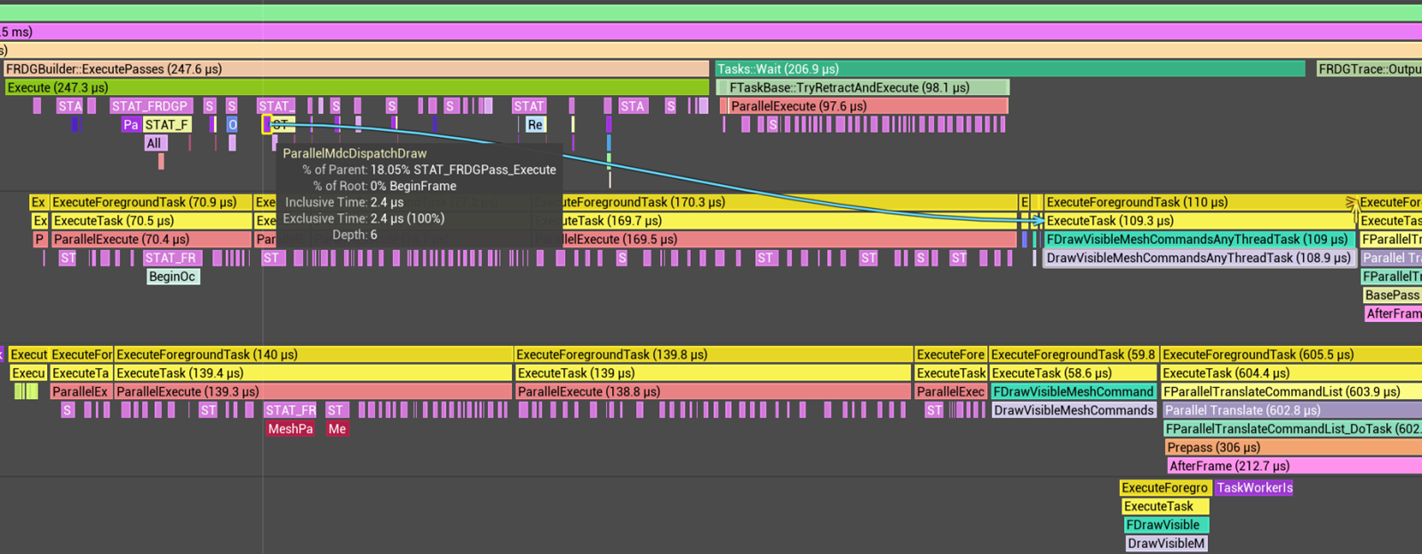 .5 ms)
s)
FRDGBuilder::ExecutePasses (247.6 µs) Tasks::Wait (206.9 µs) FRDGTrace::Outpu
Execute (247.3 µs) FTaskBase::TryRetractAndExecute (98.1 µs)
STA STAT_FRDGP S S STAT_ S S S STAT STA S ParallelExecute (97.6 µs)
Pa STAT_F O ST Re S
All
ParallelMdcDispatchDraw
% of Parent: 18.05% STAT_FRDGPass_Execute
% of Root: 0% BeginFrame
Inclusive Time: 2.4 µs
Exclusive Time: 2.4 µs (100%)
Depth: 6
Ex ExecuteForegroundTask (70.9 µs) Exe ForegroundTask (170.3 µs) E ExecuteForegroundTask (110 µs) ExecuteFor
Ex ExecuteTask (70.5 µs) Exe Task (169.7 µs) ExecuteTask (109.3 µs) ExecuteTas
P ParallelExecute (70.4 µs) Par lelExecute (169.5 µs) FDrawVisibleMeshCommandsAnyThreadTask (109 µs) FParallelTr
ST STAT_FR S ST S ST ST S ST DrawVisibleMeshCommandsAnyThreadTask (108.9 µs) Parallel Tra
BeginOc FParallelTr
BasePass
AfterFram
Execut ExecuteFor ExecuteForegroundTask (140 µs) ExecuteForegroundTask (139.8 µs) ExecuteFore ExecuteForegroundTask (59.8 ExecuteForegroundTask (605.5 µs)
Execu ExecuteTa ExecuteTask (139.4 µs) ExecuteTask (139 µs) ExecuteTask ExecuteTask (58.6 µs) ExecuteTask (604.4 µs)
ParallelEx ParallelExecute (139.3 µs) ParallelExecute (138.8 µs) ParallelExec FDrawVisibleMeshCommand FParallelTranslateCommandList (603.9 µs)
S ST STAT_FR ST ST DrawVisibleMeshCommands Parallel Translate (602.8 µs)
MeshPa Me FParallelTranslateCommandList_DoTask (602.
Prepass (306 µs)
AfterFrame (212.7 µs)
ExecuteForegro TaskWorkerIs
ExecuteTask
FDrawVisible
DrawVisibleM